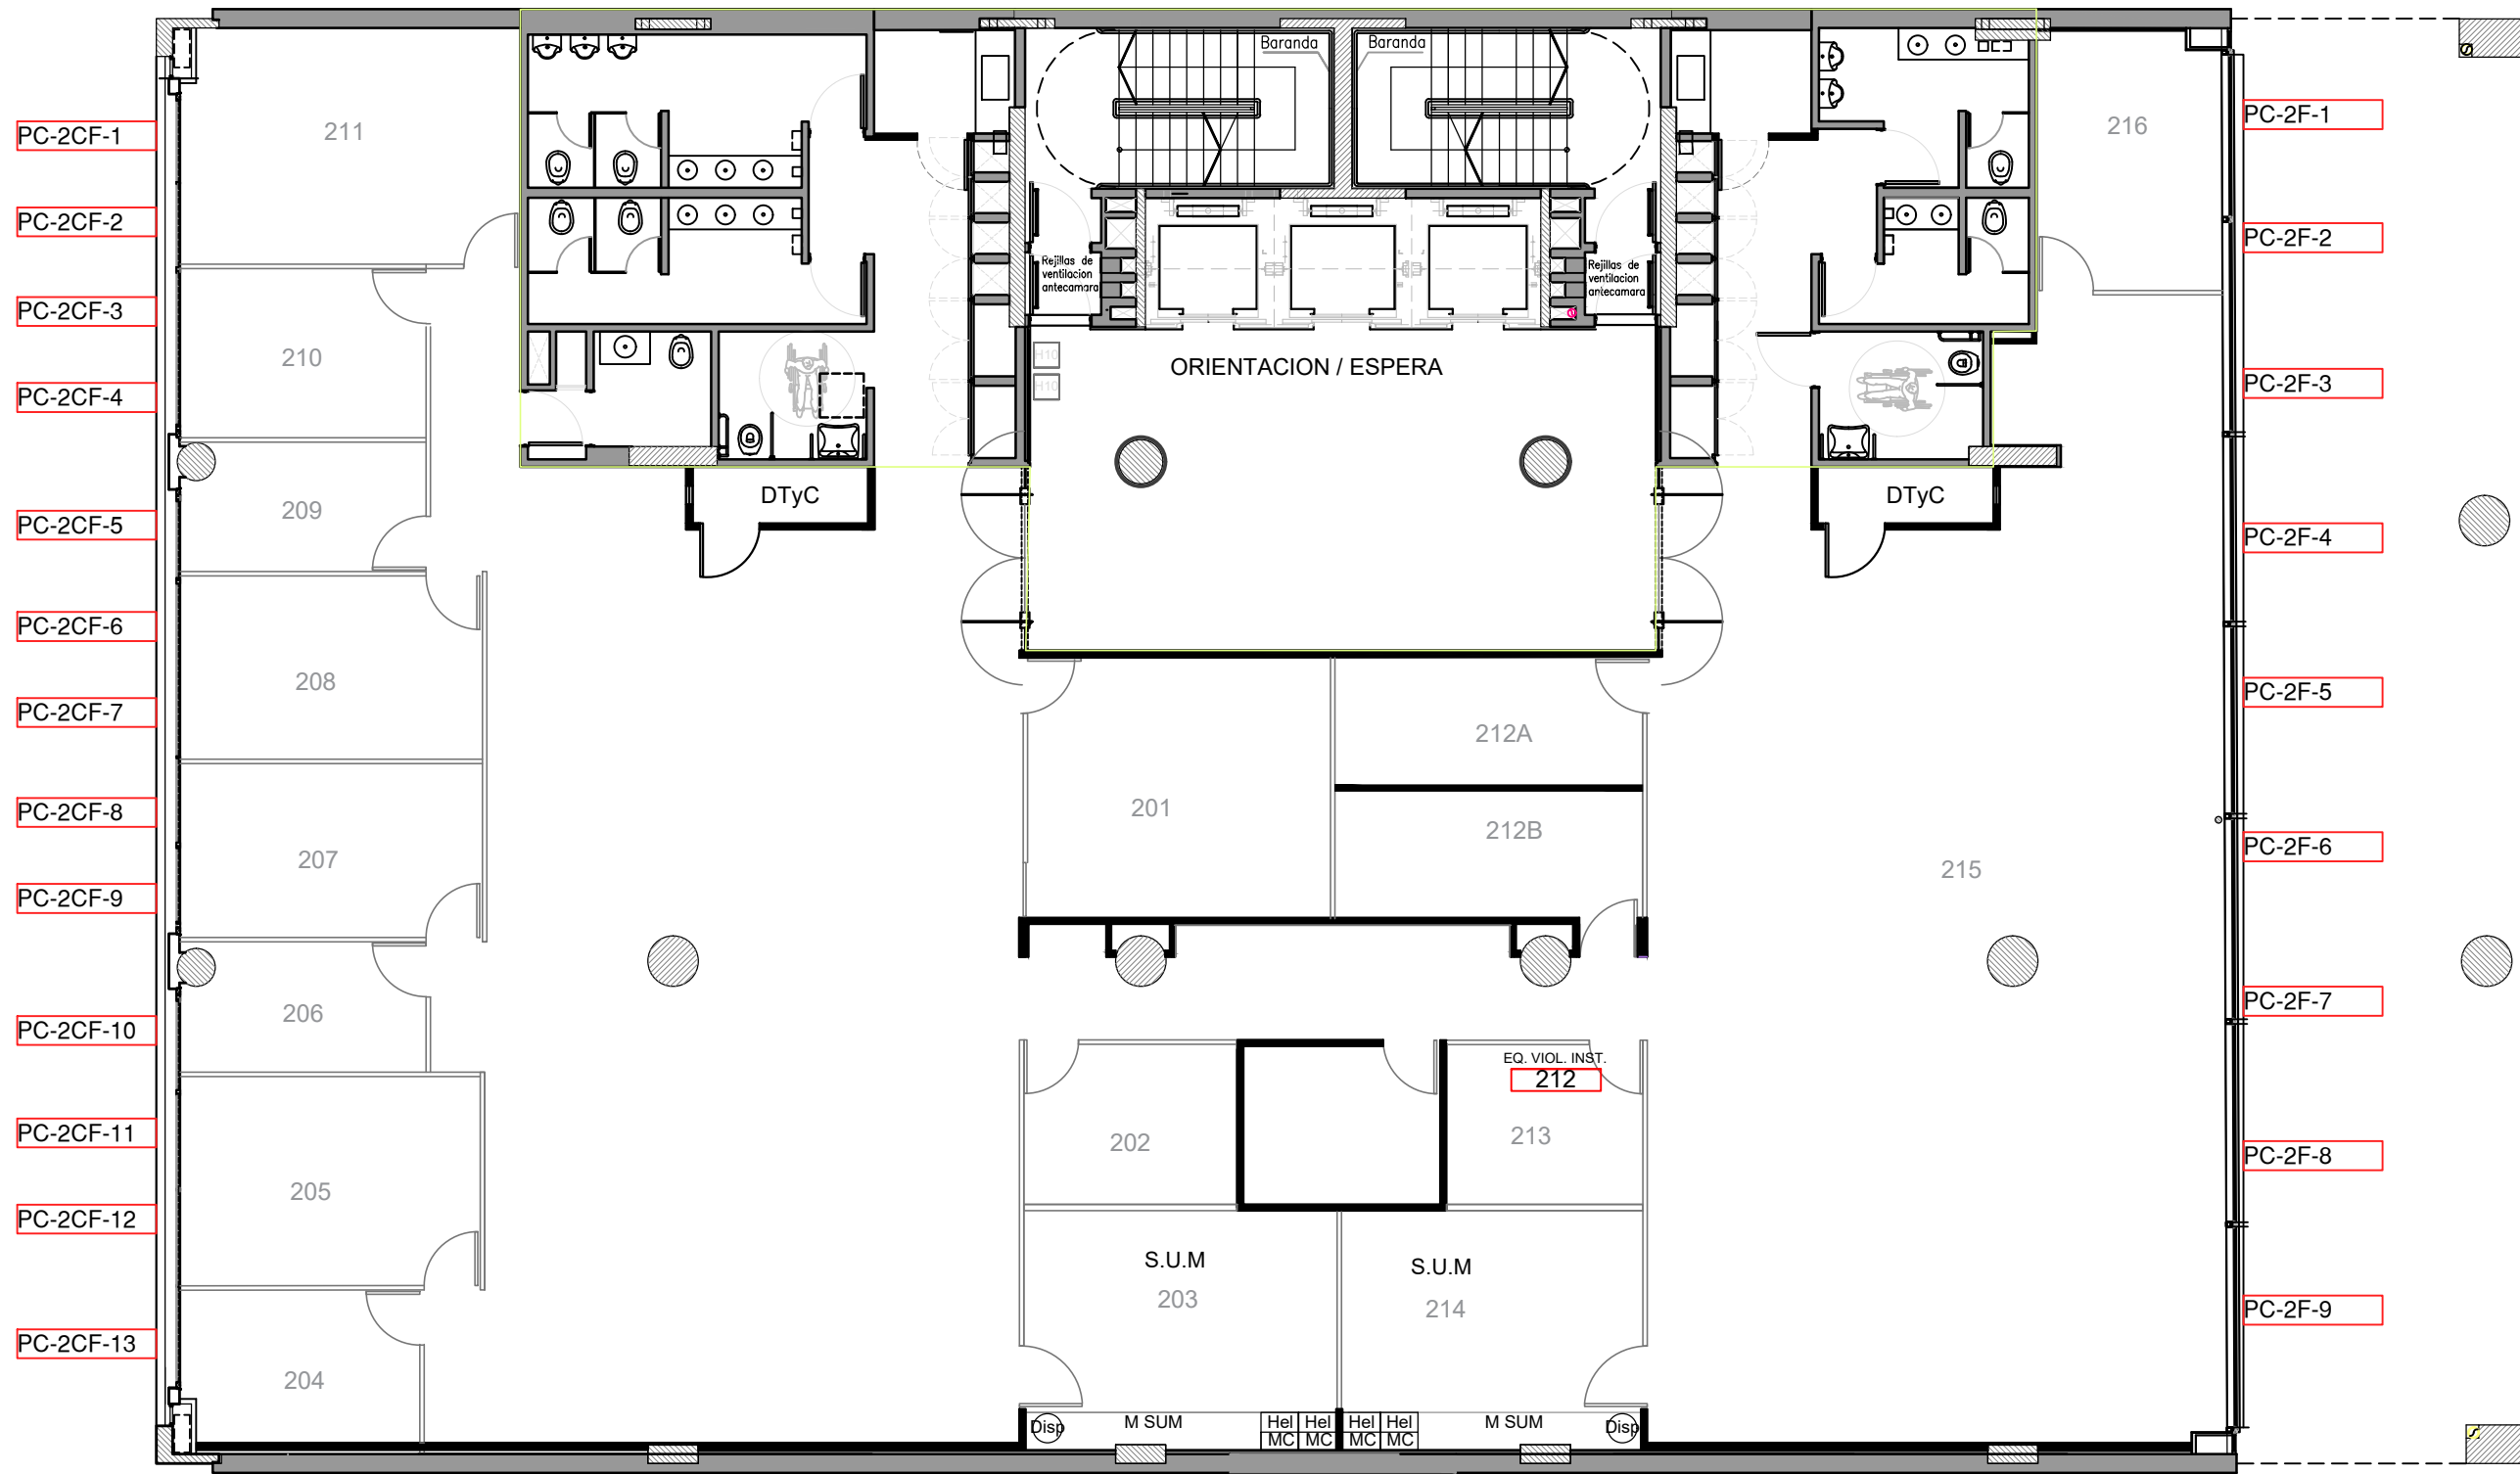 Baranda
Baranda
211
216
PC-2CF-1
PC-2F-1
PC-2CF-2
PC-2F-2
Rejillas de
ventilacion
antecamara
Rejillas de
ventilacion
antecamara
PC-2CF-3
210
H10
H10
ORIENTACION / ESPERA
PC-2F-3
PC-2CF-4
DTyC
DTyC
209
PC-2CF-5
PC-2F-4
PC-2CF-6
208
PC-2F-5
PC-2CF-7
212A
PC-2CF-8
201
212B
PC-2F-6
207
215
PC-2CF-9
206
PC-2F-7
PC-2CF-10
EQ. VIOL. INST.
212
PC-2CF-11
202
213
PC-2F-8
205
PC-2CF-12
S.U.M
203
S.U.M
214
PC-2F-9
PC-2CF-13
204
Disp
M SUM
Hel
Hel
Hel
Hel
M SUM
Disp
MC
MC
MC
MC